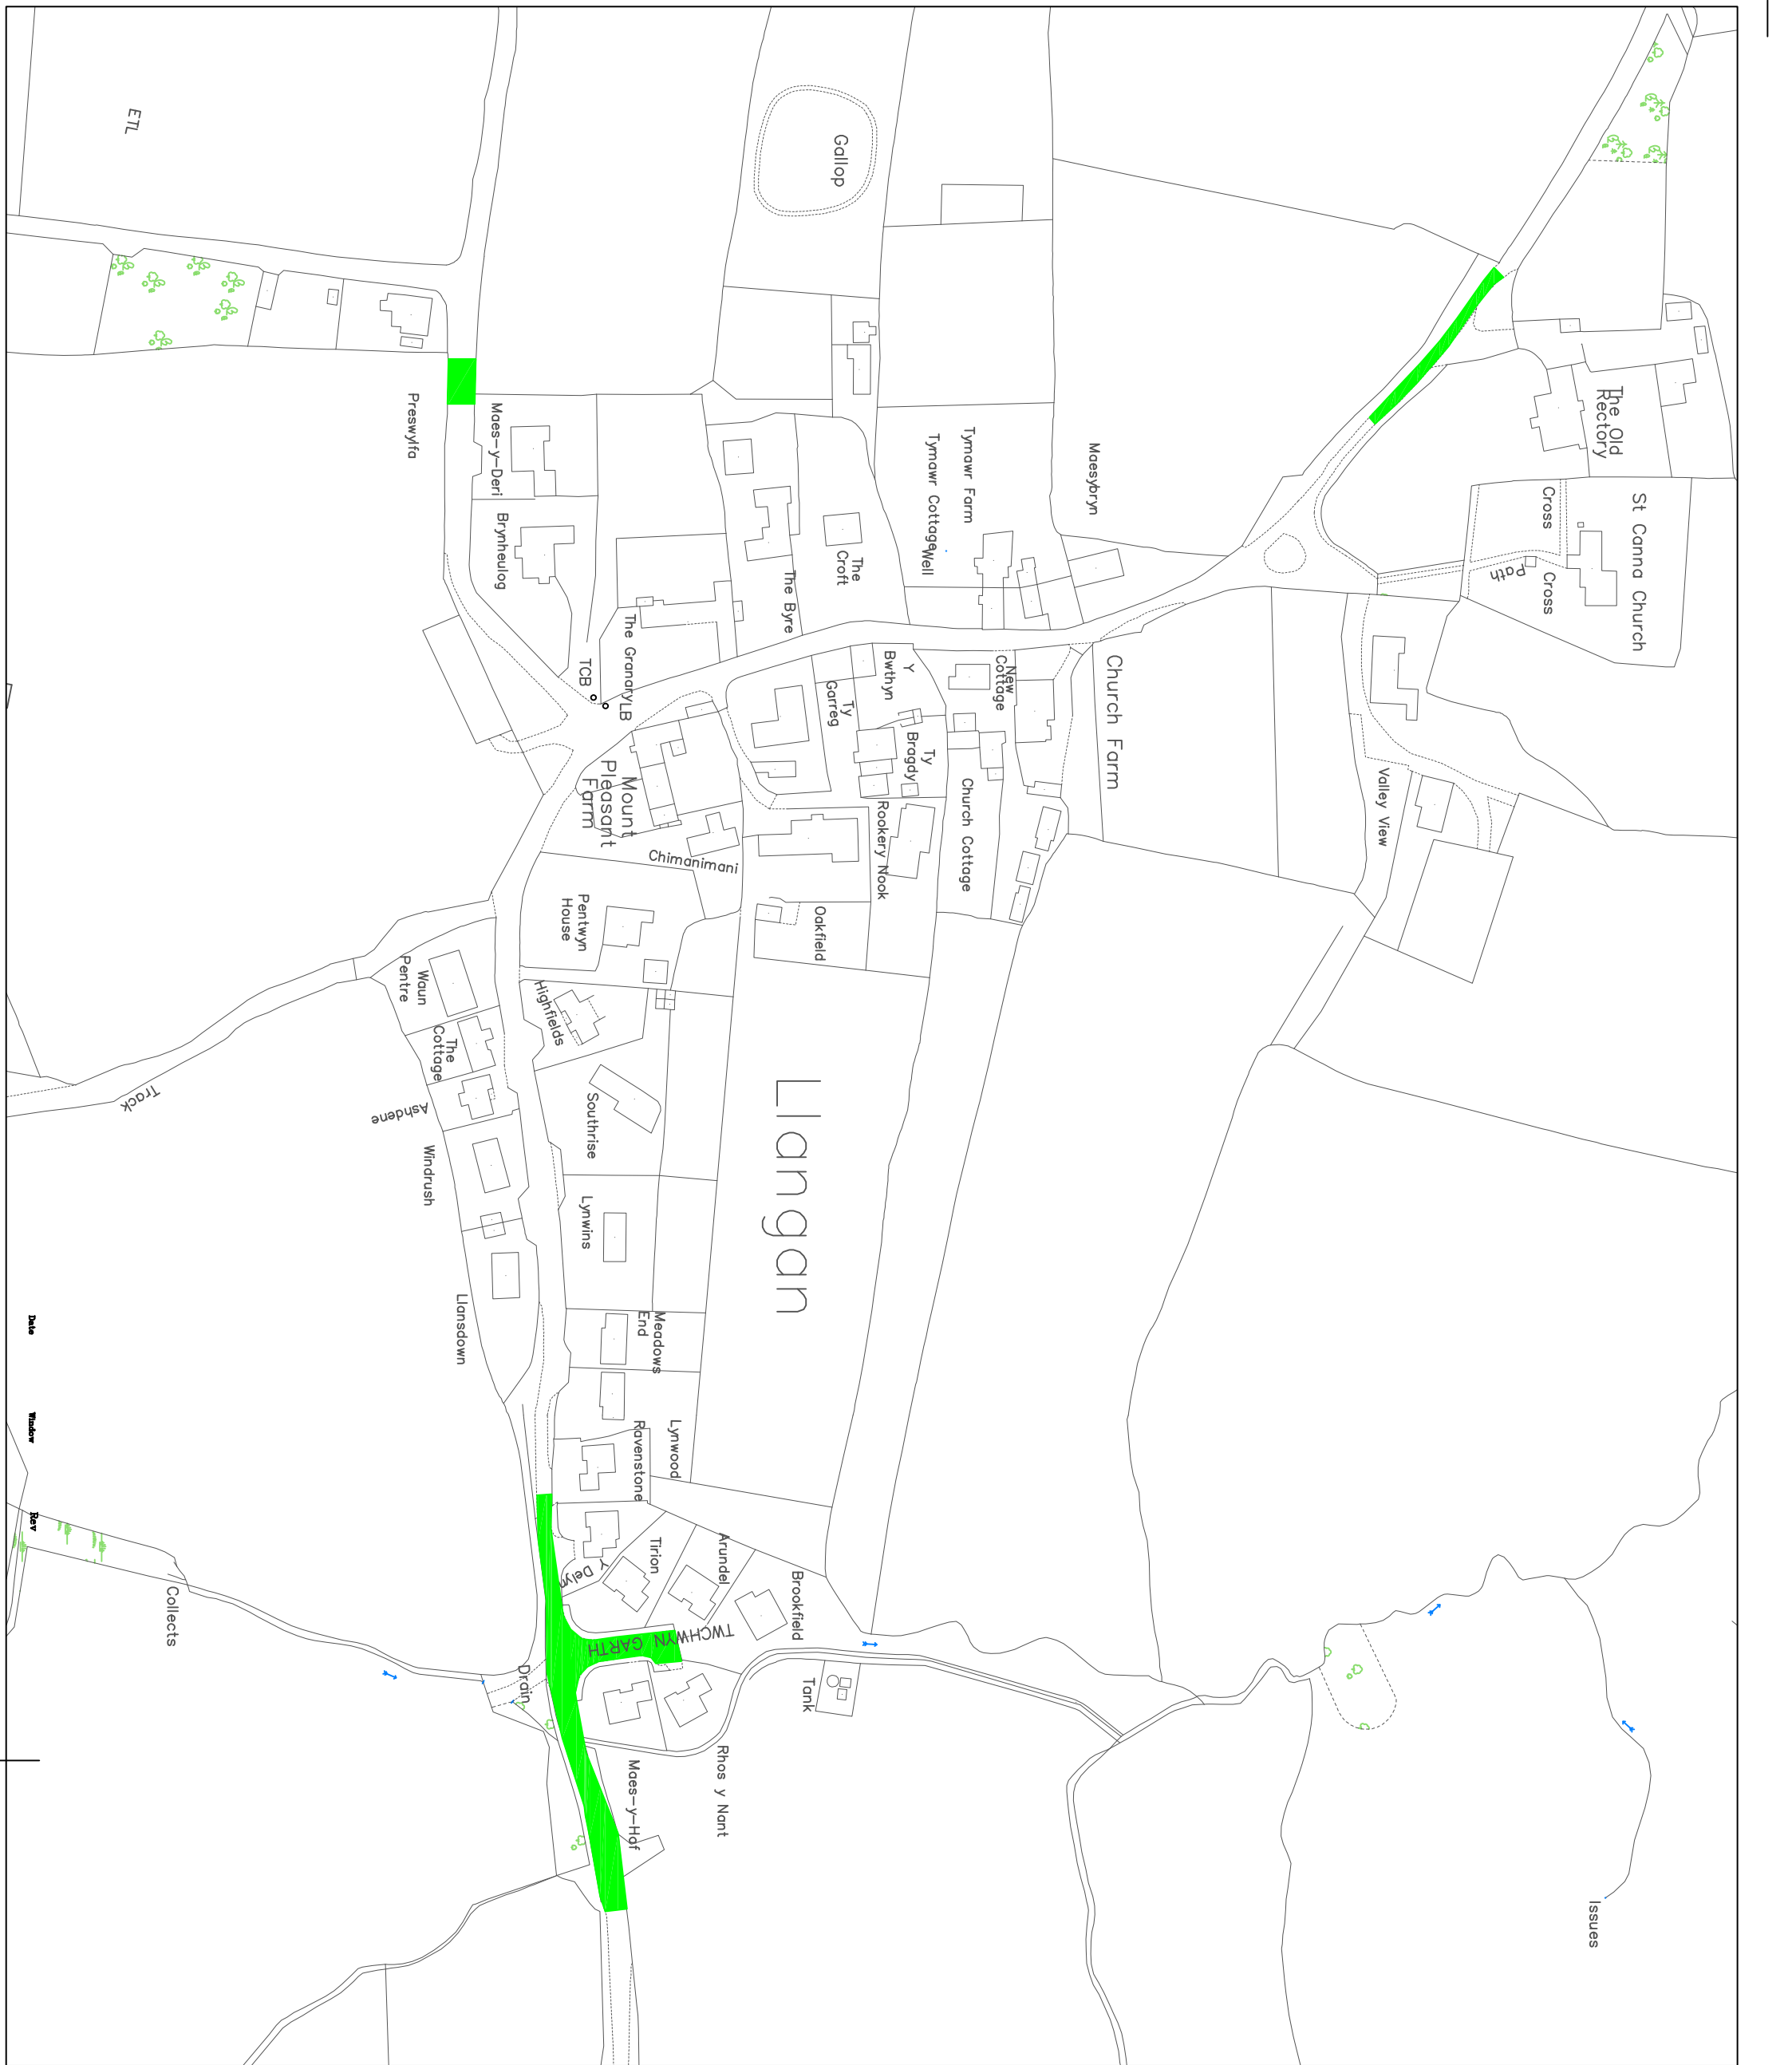 ETL
Gallop
The Old
Rectory
St Canna Church
Cross
Cross
Path
Maesybryn
Tymawr Farm
Tymawr Cottage
Well
The
Croft
The Byre
Preswylfa
Maes-y-Deri
Brynheulog
The Granary
TCB
LB
Y
Bwthyn
Ty
Garreg
New
Cottage
Church Farm
Ty
Bragdy
Church Cottage
Rookery Nook
Valley View
Mount
Pleasant
Farm
Chimanimani
Oakfield
Pentwyn
House
Highfields
Waun
Pentre
The
Cottage
Ashdene
Track
Windrush
Southrise
Llangan
Lynwins
Llansdown
Meadows
End
Lynwood
Ravenstone
Y Delyn
Tirion
Arundel
Brookfield
TWCHWYN GARTH
Drain
Collects
Tank
Rhos y Nant
Maes-y-Haf
Issues
Date
Window
Rev